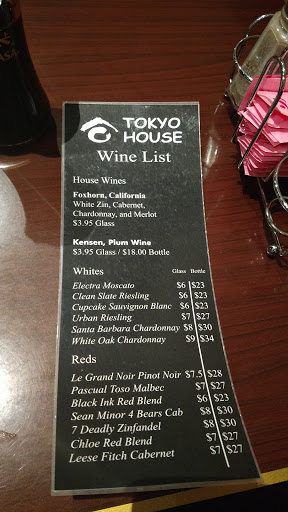 TOKYO
HOUSE
Wine List
House Wines
Foxhorn, California
White Zin, Cabernet,
Chardonnay, and Merlot
$3.95 Glass
Kensen, Plum Wine
$3.95 Glass / $18.00 Bottle
Whites Glass Bottle
Electra Moscato $6 $23
Clean Slate Riesling $6 $23
Cupcake Sauvignon Blanc $6 $23
Urban Riesling $7 $27
Santa Barbara Chardonnay $8 $30
White Oak Chardonnay $9 $34
Reds
Le Grand Noir Pinot Noir $7.5 $28
Pascual Toso Malbec $7 $27
Black Ink Red Blend $6 $23
Sean Minor 4 Bears Cab $8 $30
7 Deadly Zinfandel $8 $30
Chloe Red Blend $7 $27
Leese Fitch Cabernet $7 $27